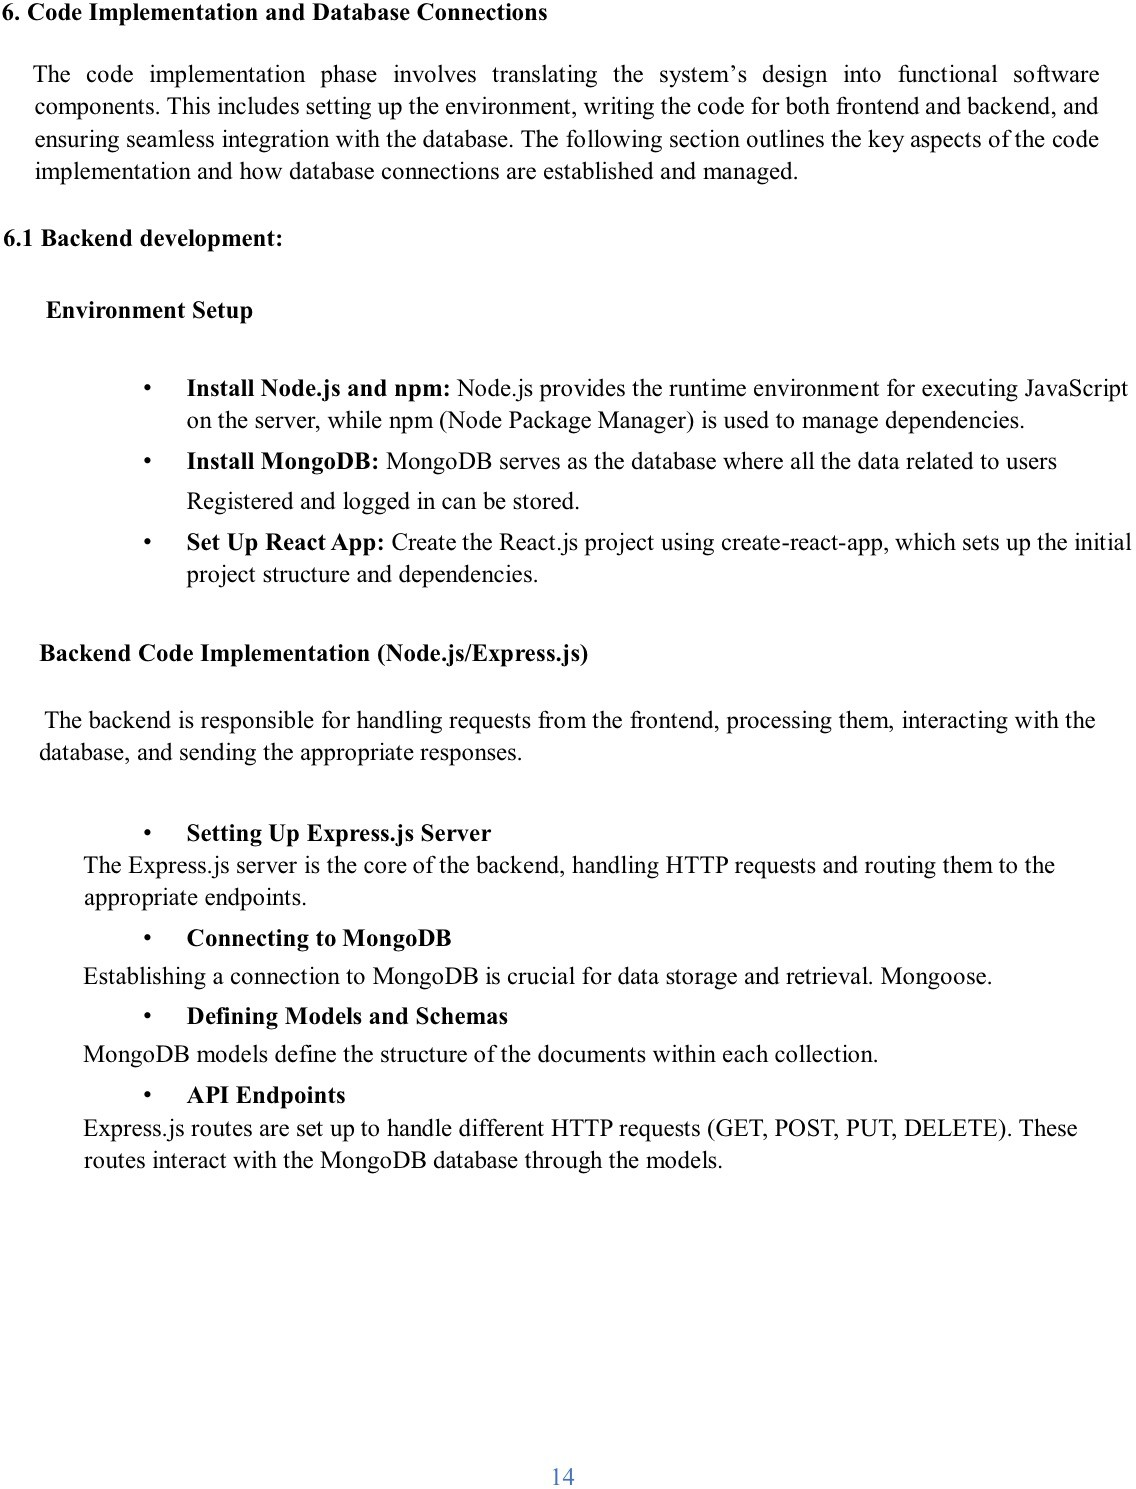 6. Code Implementation and Database Connections
The code implementation phase involves translating the system’s design into functional software
components. This includes setting up the environment, writing the code for both frontend and backend, and
ensuring seamless integration with the database. The following section outlines the key aspects of the code
implementation and how database connections are established and managed.
6.1 Backend development:
Environment Setup
• Install Node.js and npm: Node.js provides the runtime environment for executing JavaScript
on the server, while npm (Node Package Manager) is used to manage dependencies.
• Install MongoDB: MongoDB serves as the database where all the data related to users
Registered and logged in can be stored.
• Set Up React App: Create the React.js project using create-react-app, which sets up the initial
project structure and dependencies.
Backend Code Implementation (Node.js/Express.js)
The backend is responsible for handling requests from the frontend, processing them, interacting with the
database, and sending the appropriate responses.
• Setting Up Express.js Server
The Express.js server is the core of the backend, handling HTTP requests and routing them to the
appropriate endpoints.
• Connecting to MongoDB
Establishing a connection to MongoDB is crucial for data storage and retrieval. Mongoose.
• Defining Models and Schemas
MongoDB models define the structure of the documents within each collection.
• API Endpoints
Express.js routes are set up to handle different HTTP requests (GET, POST, PUT, DELETE). These
routes interact with the MongoDB database through the models.
14